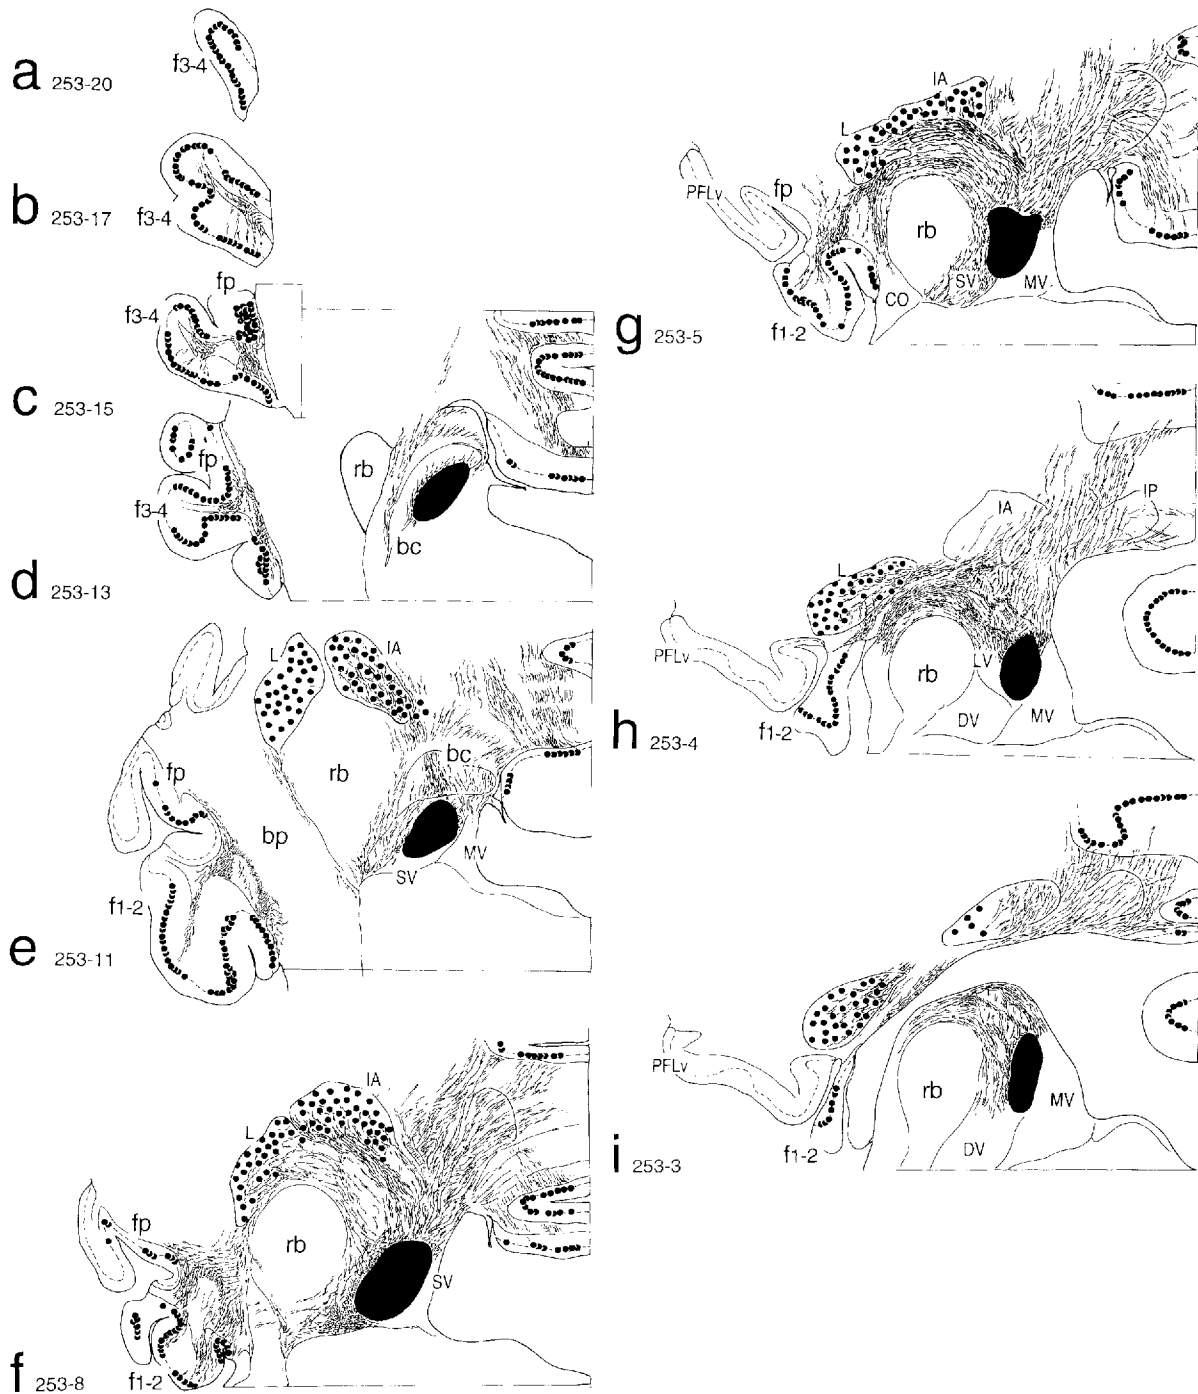 a 253-20
f3-4
b 253-17
f3-4
c 253-15
f3-4
fp
rb
bc
d 253-13
fp
f3-4
e 253-11
L
IA
fp
rb
bc
bp
MV
SV
f1-2
f 253-8
IA
L
fp
rb
SV
f1-2
g 253-5
IA
L
PFLv
fp
rb
SV
MV
CO
f1-2
h 253-4
IA
IP
L
PFLv
rb
LV
DV
MV
f1-2
i 253-3
PFLv
rb
MV
DV
f1-2